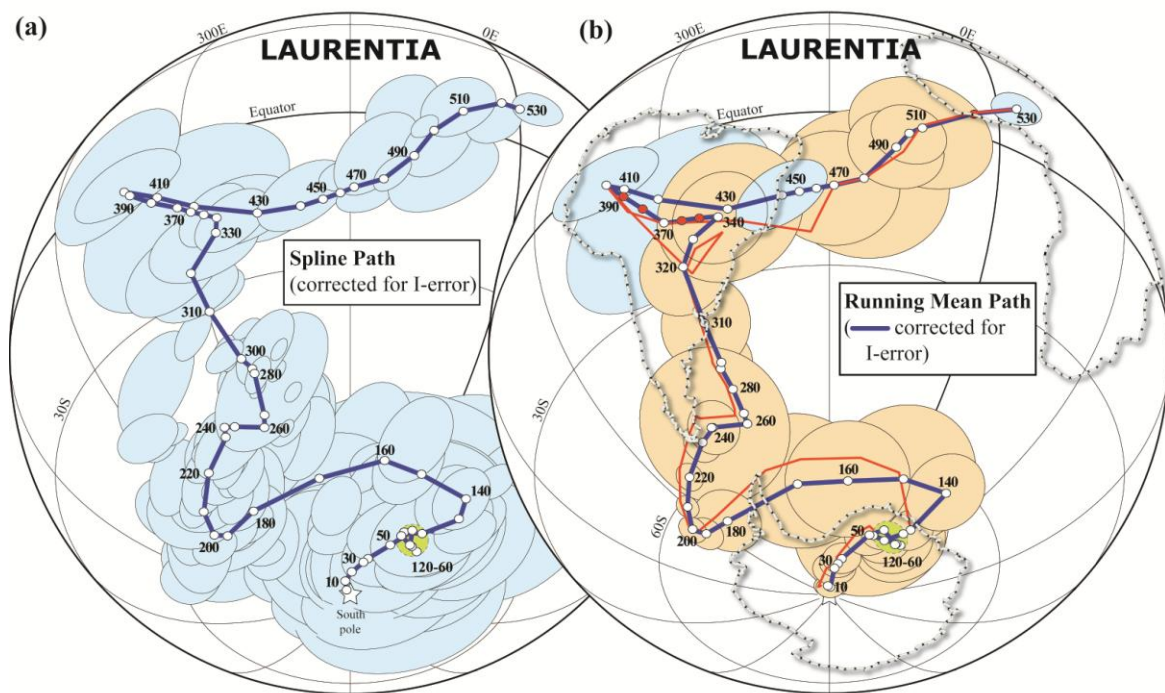 (a)
300E
LAURENTIA
0E
Equator
510
530
490
470
450
430
410
390
370
330
310
300
280
260
240
220
200
180
160
140
50
120-60
30
10
South
pole
30S
Spline Path
(corrected for I-error)
(b)
300E
LAURENTIA
0E
Equator
510
530
490
470
450
430
410
390
370
340
320
310
280
260
240
220
200
180
160
140
50
120-60
30
10
30S
60S
Running Mean Path
( corrected for
I-error)